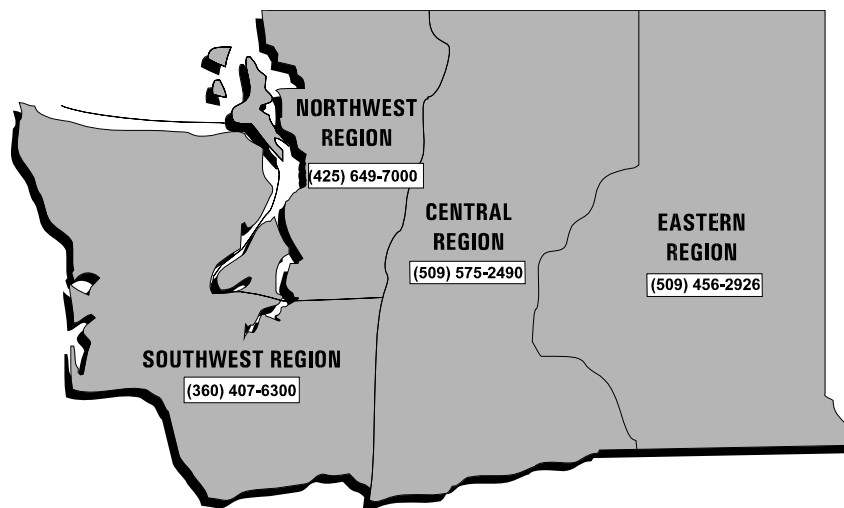 NORTHWEST
REGION
(425) 649-7000
CENTRAL
REGION
(509) 575-2490
EASTERN
REGION
(509) 456-2926
SOUTHWEST REGION
(360) 407-6300